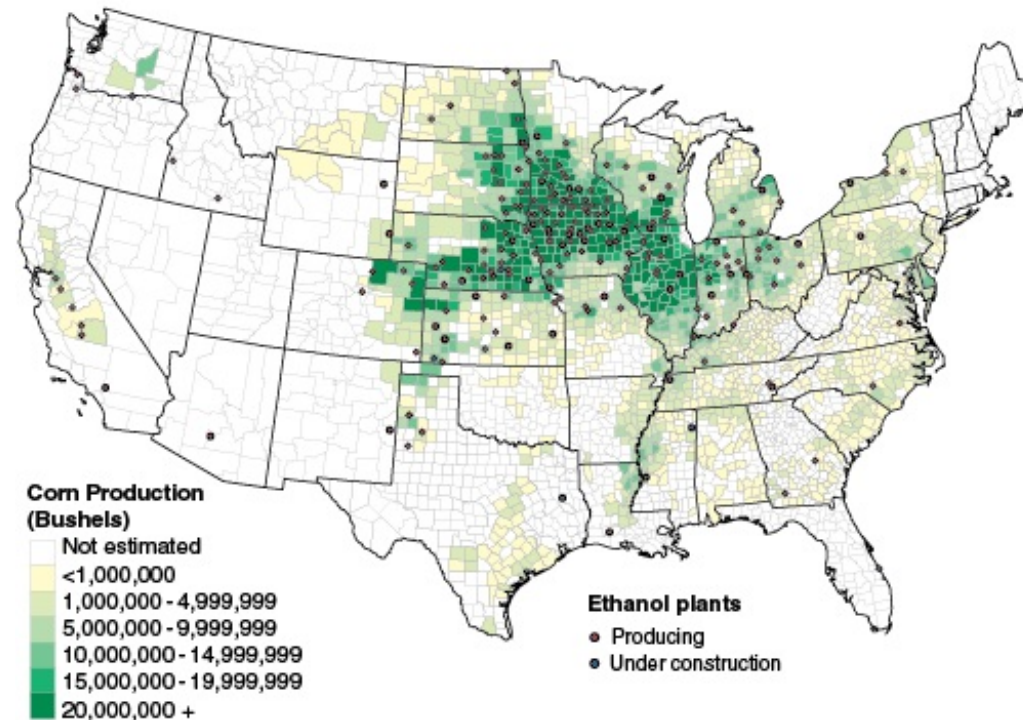 Corn Production
(Bushels)
Not estimated
<1,000,000
1,000,000 - 4,999,999
5,000,000 - 9,999,999
10,000,000 - 14,999,999
15,000,000 - 19,999,999
20,000,000 +
Ethanol plants
Producing
Under construction